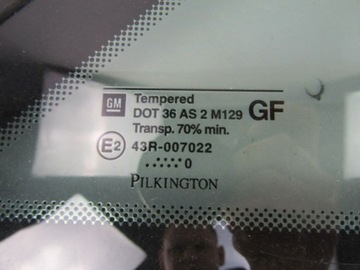 GM Tempered
DOT 36 AS 2 M129 GF
Transp. 70% min.
E2 43R-007022
.......... 0
PILKINGTON